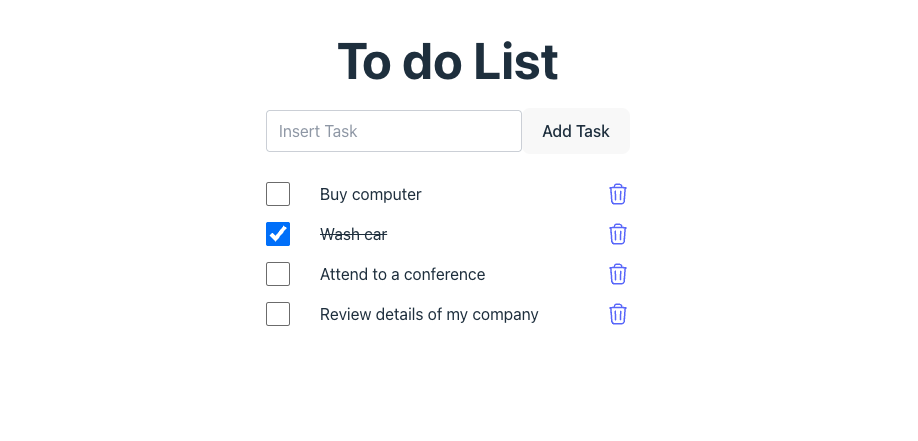 To do List
Insert Task
Add Task
Buy computer
Wash car
Attend to a conference
Review details of my company